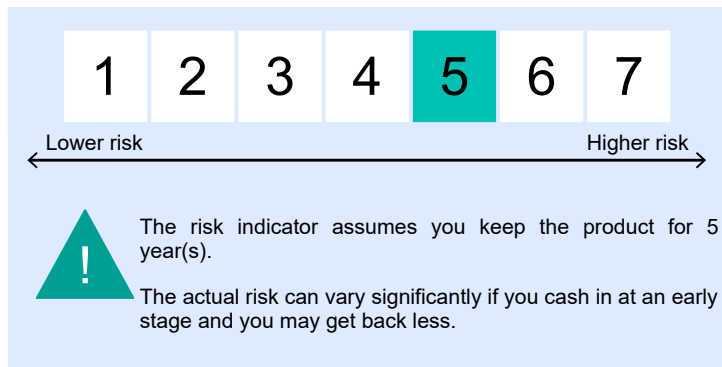 1 2 3 4 5 6 7
Lower risk Higher risk
!
The risk indicator assumes you keep the product for 5
year(s).
The actual risk can vary significantly if you cash in at an early
stage and you may get back less.